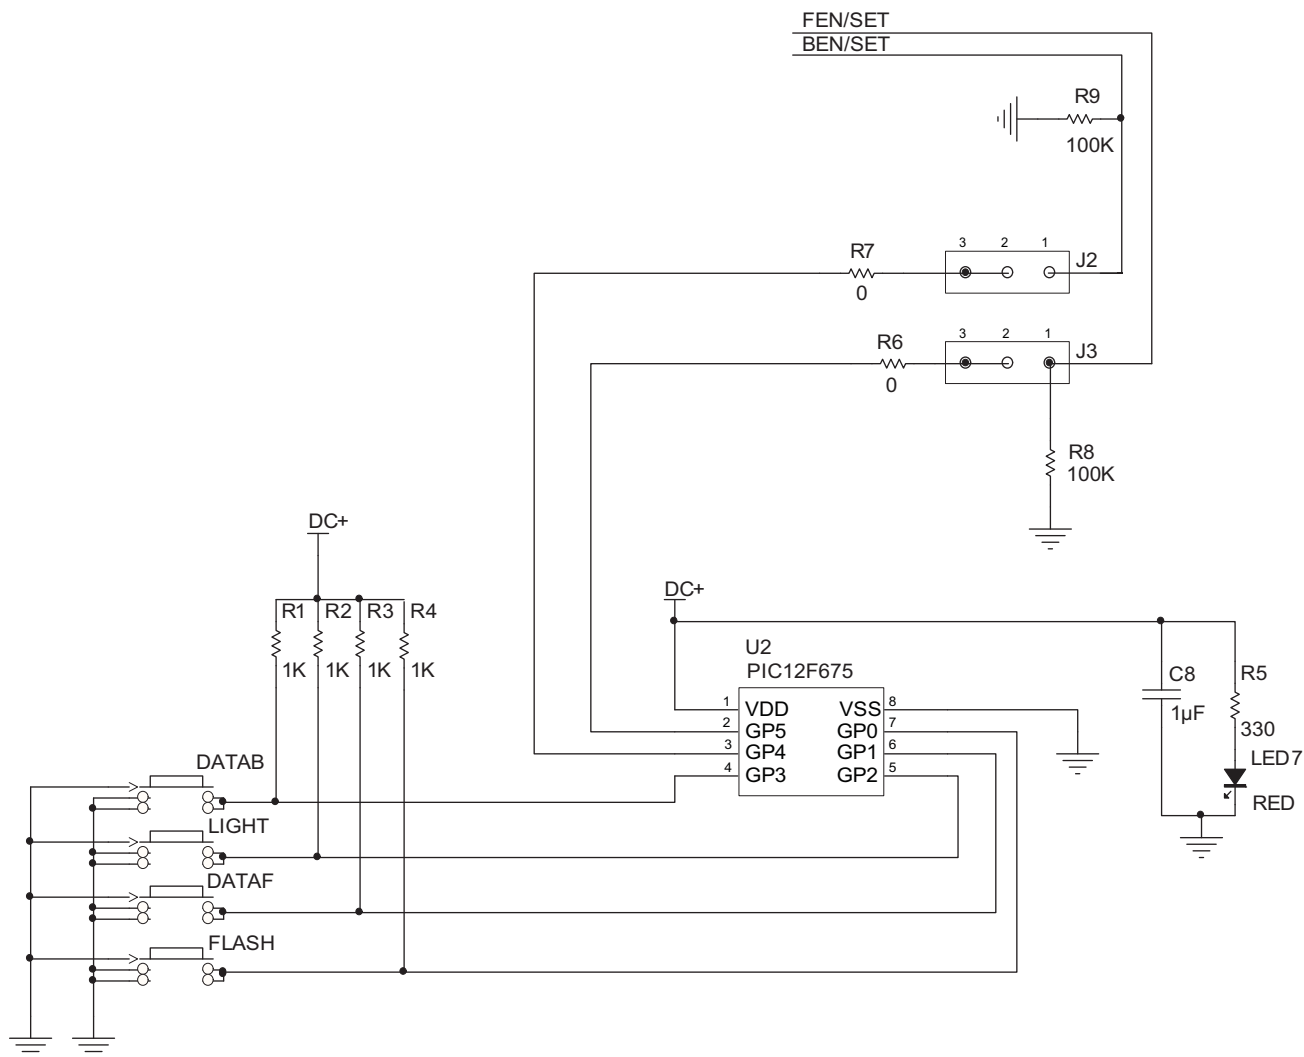 FEN/SET
BEN/SET
R9
100K
R7
0
3 2 1
J2
R6
0
3 2 1
J3
R8
100K
DC+
R1 R2 R3 R4
1K 1K 1K 1K
DC+
U2
PIC12F675
1 VDD VSS 8
2 GP5 GP0 7
3 GP4 GP1 6
4 GP3 GP2 5
C8
1µF
R5
330
LED7
RED
DATAB
LIGHT
DATAF
FLASH